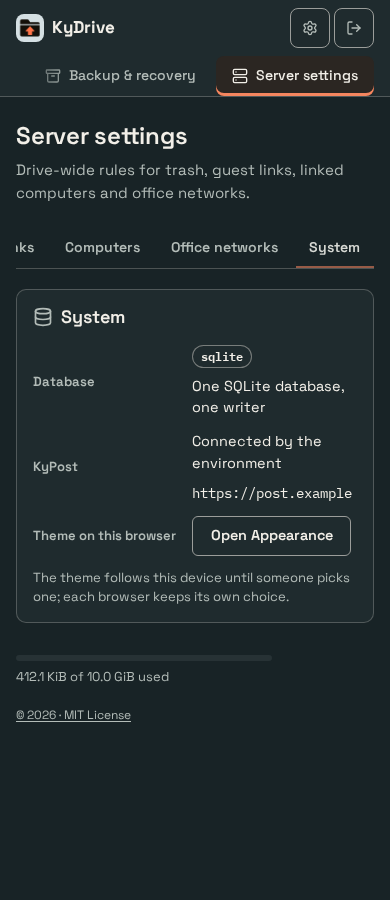 KyDrive
Backup & recovery
Server settings
Server settings
Drive-wide rules for trash, guest links, linked
computers and office networks.
Computers
Office networks
System
System
sqlite
Database
One SQLite database,
one writer
Connected by the
environment
KyPost
https://post.example
Theme on this browser
Open Appearance
The theme follows this device until someone picks
one; each browser keeps its own choice.
412.1 KiB of 10.0 GiB used
© 2026 · MIT License